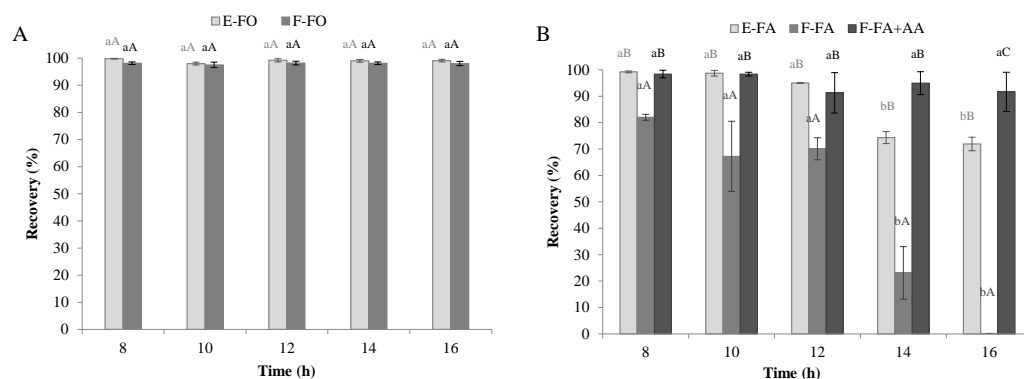 A
E-FO F-FO
aA aA aA aA aA aA aA aA aA aA
100
90
80
70
60
50
40
30
20
10
0
Recovery (%)
8 10 12 14 16
Time (h)
B
E-FA F-FA F-FA+AA
aB aB aB aB aB aB aC
aA aA aA bB bB
bA
bA
100
90
80
70
60
50
40
30
20
10
0
Recovery (%)
8 10 12 14 16
Time (h)